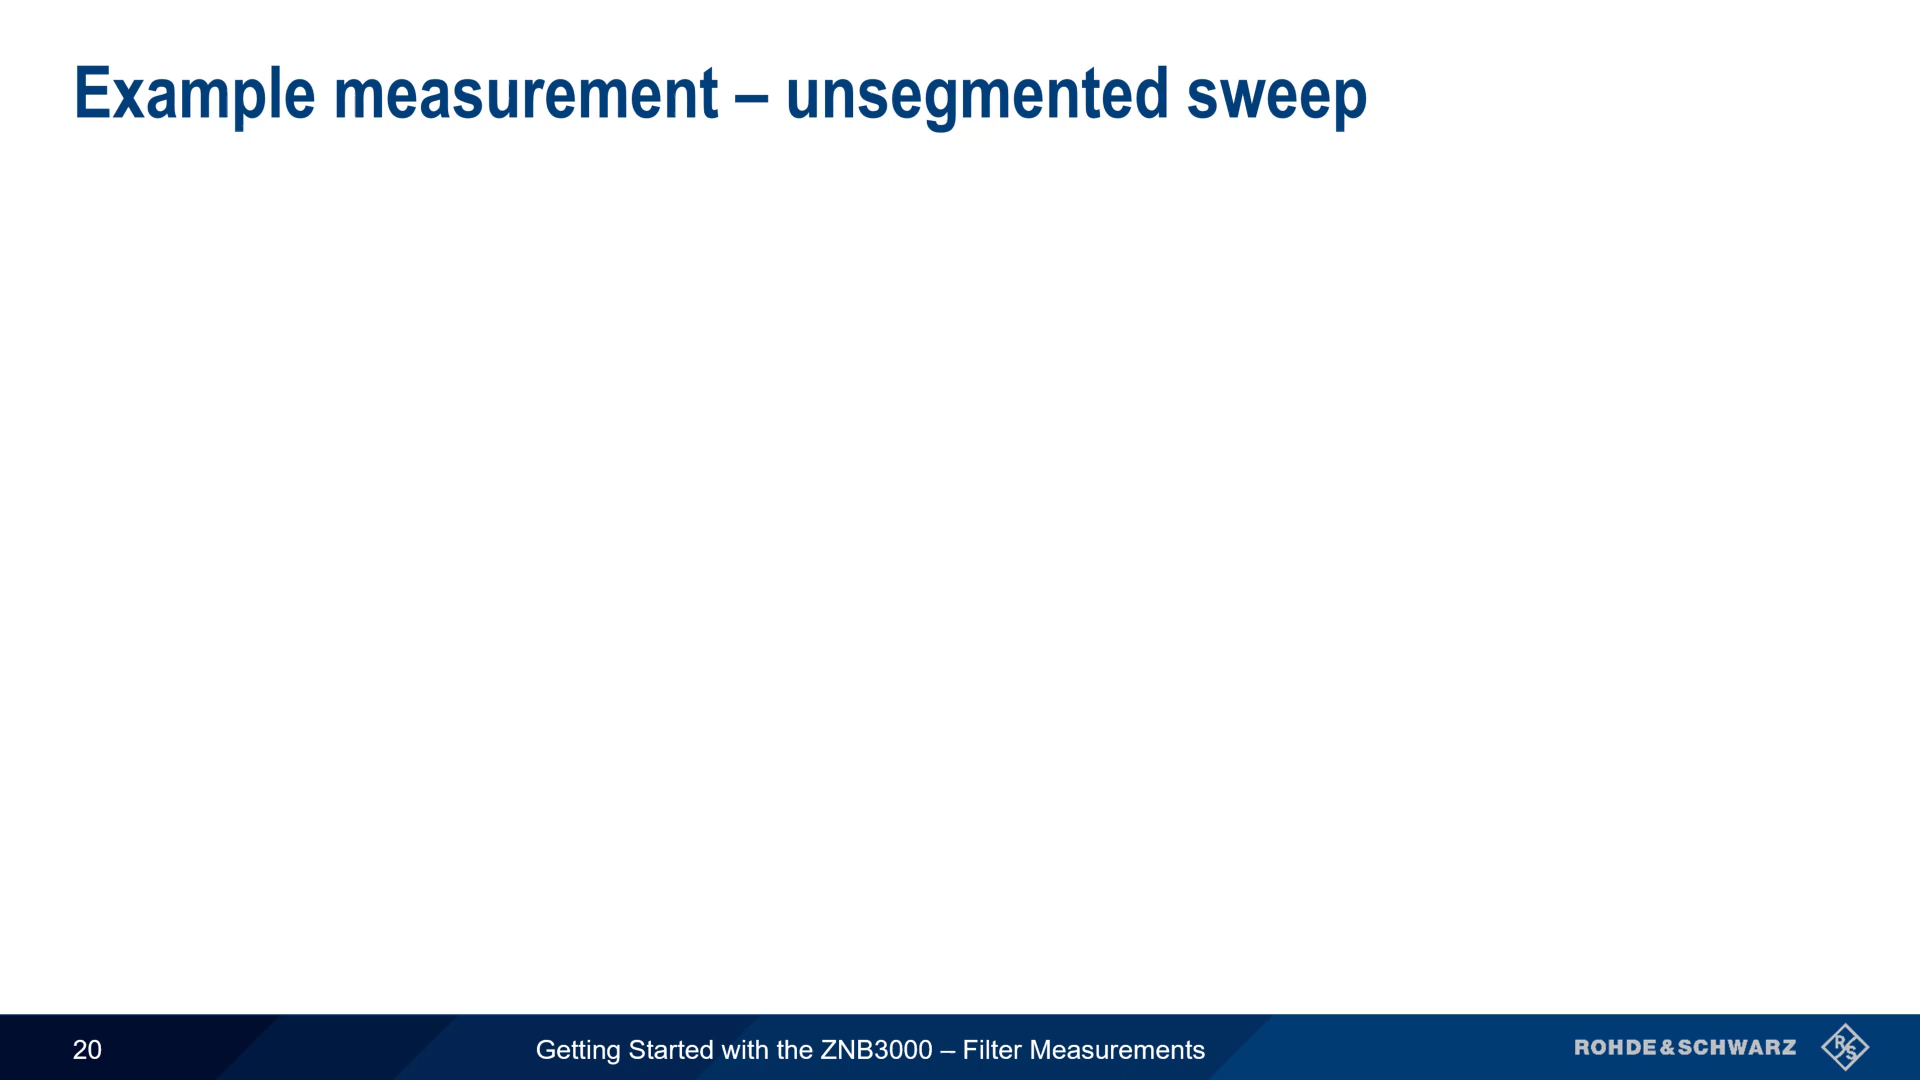 Example measurement – unsegmented sweep
20
Getting Started with the ZNB3000 – Filter Measurements
ROHDE&SCHWARZ
R
S